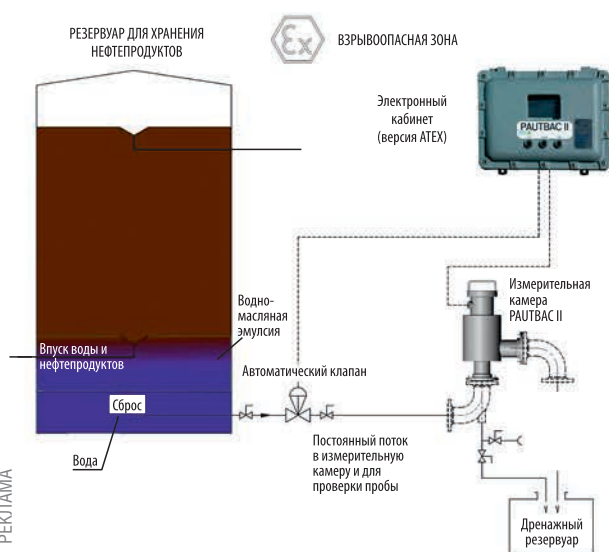 РЕЗЕРВУАР ДЛЯ ХРАНЕНИЯ
НЕФТЕПРОДУКТОВ
Ex
ВЗРЫВООПАСНАЯ ЗОНА
Электронный
кабинет
(версия ATEX)
PAUTBAC II
Измерительная
камера
PAUTBAC II
Водно-
масляная
эмульсия
Впуск воды и
нефтепродуктов
Автоматический клапан
Сброс
Вода
Постоянный поток
в измерительную
камеру и для
проверки пробы
Дренажный
резервуар
РЕКЛАМА